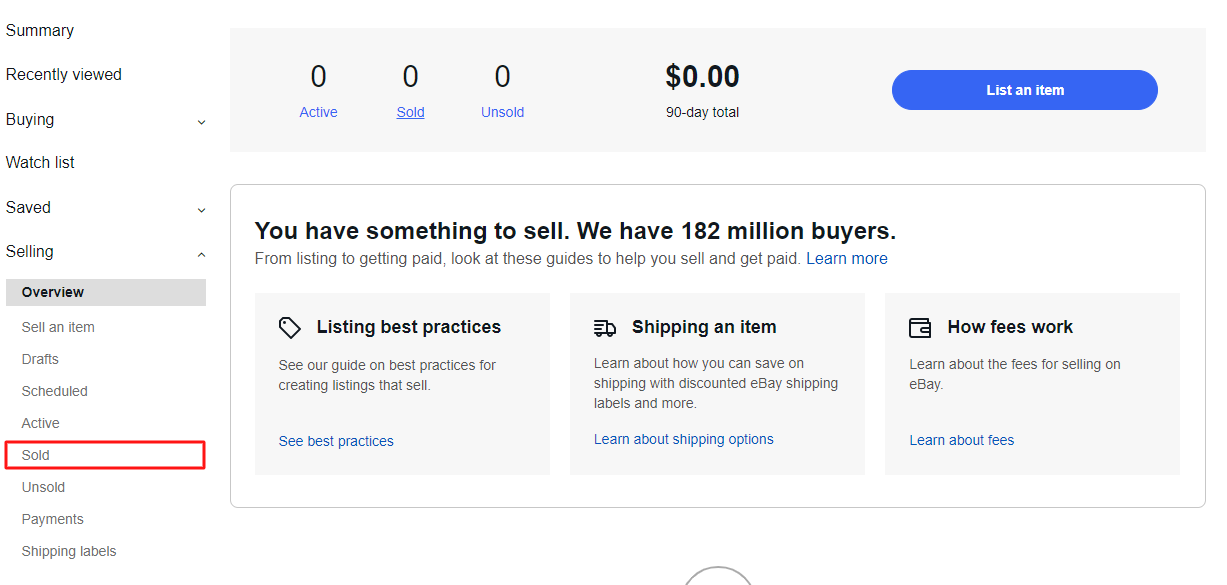 Summary
Recently viewed
Buying
Watch list
Saved
Selling
Overview
Sell an item
Drafts
Scheduled
Active
Sold
Unsold
Payments
Shipping labels
0 0 0 $0.00
Active Sold Unsold 90-day total
List an item
You have something to sell. We have 182 million buyers.
From listing to getting paid, look at these guides to help you sell and get paid. Learn more
Listing best practices
See our guide on best practices for
creating listings that sell.
See best practices
Shipping an item
Learn about how you can save on
shipping with discounted eBay shipping
labels and more.
Learn about shipping options
How fees work
Learn about the fees for selling on
eBay.
Learn about fees